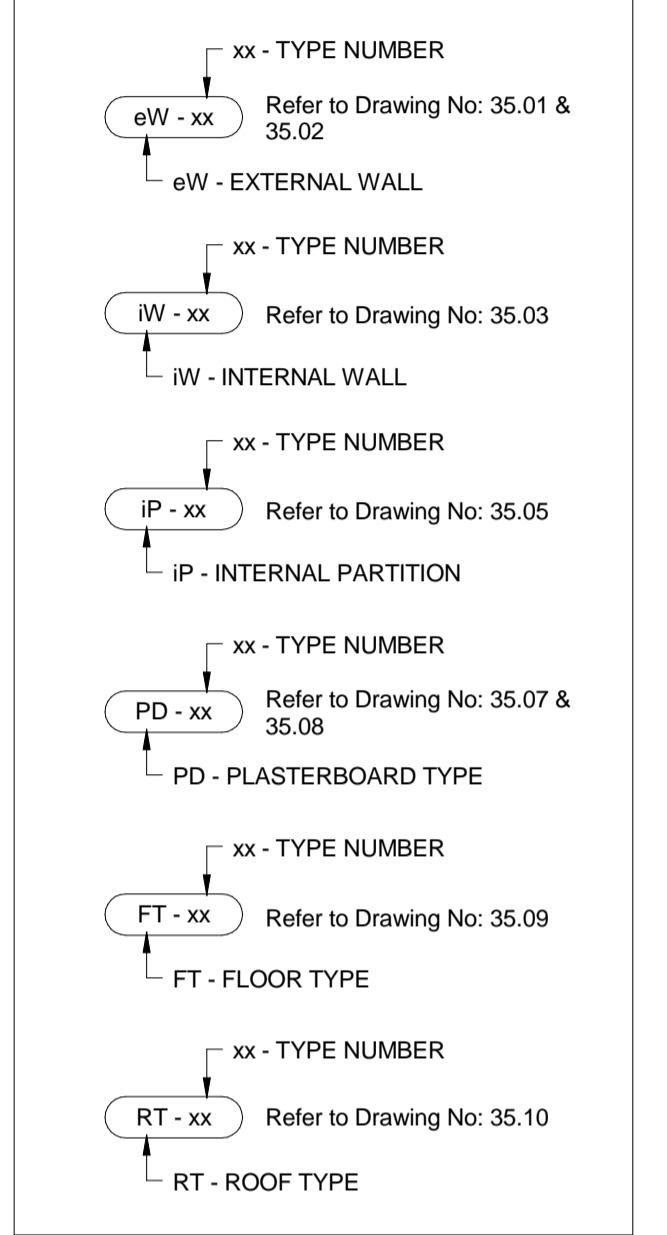 xx - TYPE NUMBER
eW - xx
Refer to Drawing No: 35.01 &
35.02
eW - EXTERNAL WALL
xx - TYPE NUMBER
iW - xx
Refer to Drawing No: 35.03
iW - INTERNAL WALL
xx - TYPE NUMBER
iP - xx
Refer to Drawing No: 35.05
iP - INTERNAL PARTITION
xx - TYPE NUMBER
PD - xx
Refer to Drawing No: 35.07 &
35.08
PD - PLASTERBOARD TYPE
xx - TYPE NUMBER
FT - xx
Refer to Drawing No: 35.09
FT - FLOOR TYPE
xx - TYPE NUMBER
RT - xx
Refer to Drawing No: 35.10
RT - ROOF TYPE